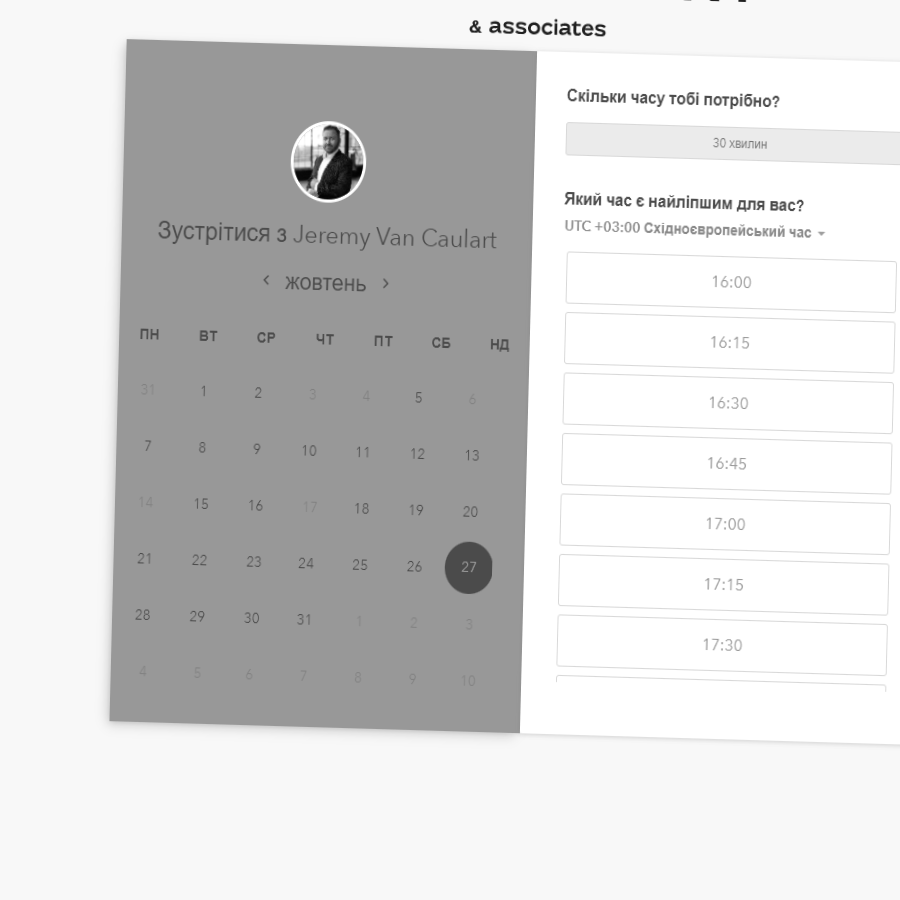 & associates
Зустрітися з Jeremy Van Caulart
‹ жовтень ›
ПН ВТ СР ЧТ ПТ СБ НД
31 1 2 3 4 5 6
7 8 9 10 11 12 13
14 15 16 17 18 19 20
21 22 23 24 25 26 27
28 29 30 31 1 2 3
4 5 6 7 8 9 10
Скільки часу тобі потрібно?
30 хвилин
Який час є найліпшим для вас?
UTC +03:00 Східноєвропейський час
16:00
16:15
16:30
16:45
17:00
17:15
17:30